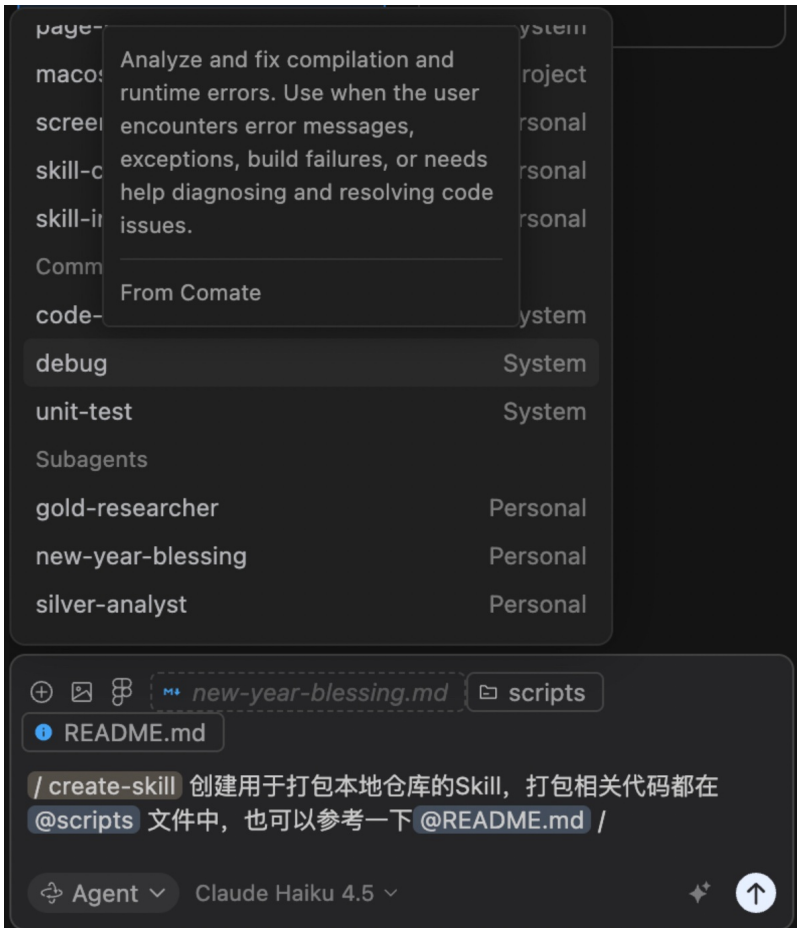 Analyze and fix compilation and
runtime errors. Use when the user
encounters error messages,
exceptions, build failures, or needs
help diagnosing and resolving code
issues.
From Comate
debug System
unit-test System
Subagents
gold-researcher Personal
new-year-blessing Personal
silver-analyst Personal
new-year-blessing.md scripts
README.md
/ create-skill 创建用于打包本地仓库的Skill，打包相关代码都在
@scripts 文件中，也可以参考一下 @README.md /
Agent Claude Haiku 4.5